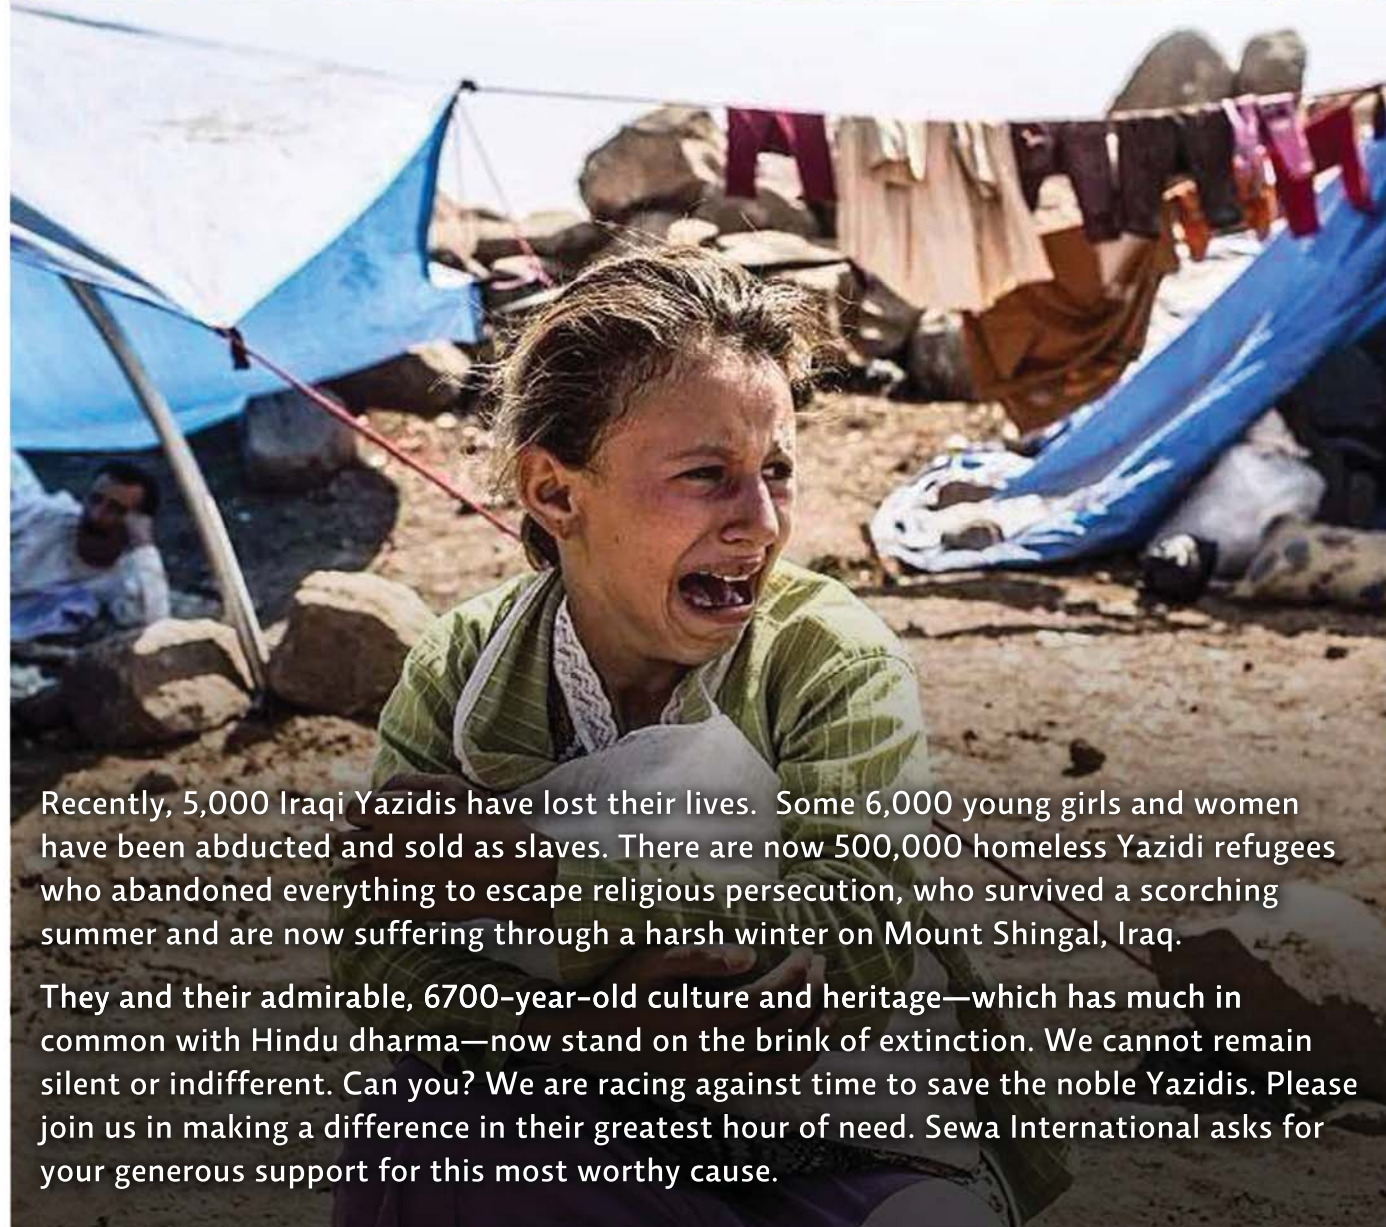 Recently, 5,000 Iraqi Yazidis have lost their lives.  Some 6,000 young girls and women
have been abducted and sold as slaves. There are now 500,000 homeless Yazidi refugees
who abandoned everything to escape religious persecution, who survived a scorching
summer and are now suffering through a harsh winter on Mount Shingal, Iraq.
They and their admirable, 6700-year-old culture and heritage—which has much in
common with Hindu dharma—now stand on the brink of extinction. We cannot remain
silent or indifferent. Can you? We are racing against time to save the noble Yazidis. Please
join us in making a difference in their greatest hour of need. Sewa International asks for
your generous support for this most worthy cause.